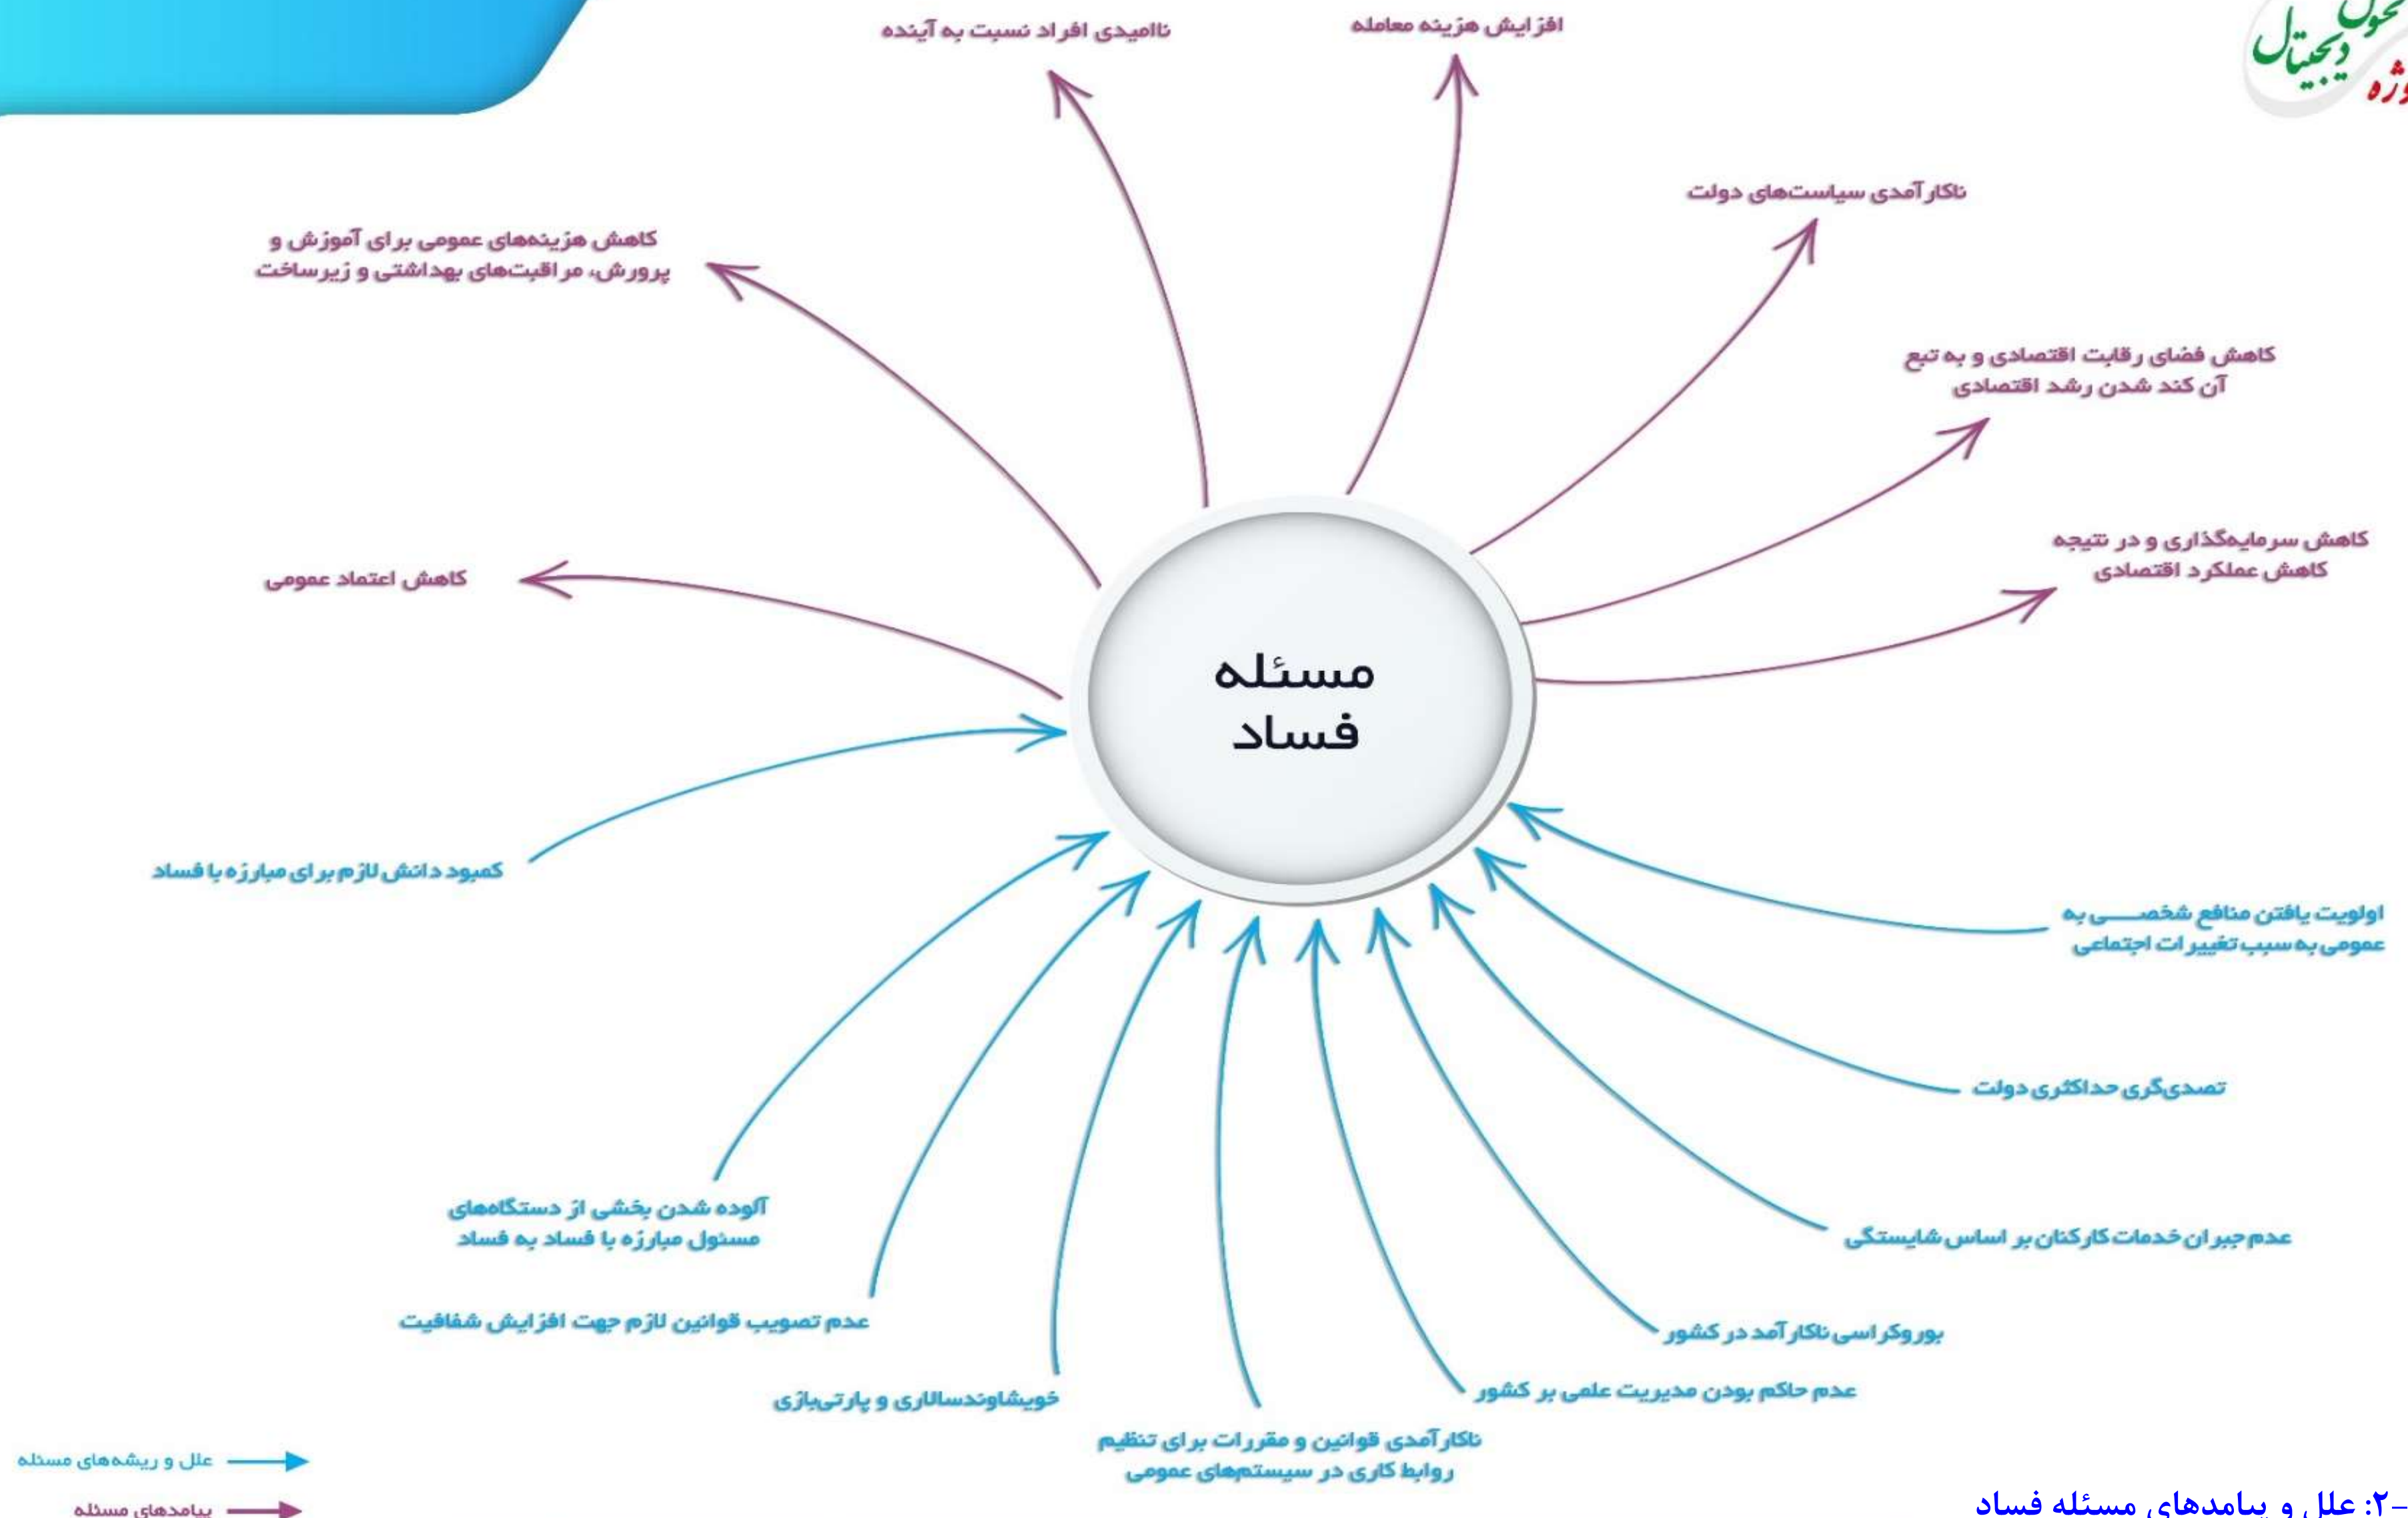 تحول
دیجیتال
ناامیدی افراد نسبت به آینده
افزایش هزینه معامله
ناکارآمدی سیاست‌های دولت
کاهش هزینه‌های عمومی برای آموزش و
پرورش، مراقبت‌های بهداشتی و زیرساخت
کاهش فضای رقابت اقتصادی و به تبع
آن کند شدن رشد اقتصادی
کاهش سرمایه‌گذاری و در نتیجه
کاهش عملکرد اقتصادی
کاهش اعتماد عمومی
مسئله
فساد
کمبود دانش لازم برای مبارزه با فساد
اولویت یافتن منافع شخصی به
عمومی به سبب تغییرات اجتماعی
تصدی‌گری حداکثری دولت
آلوده شدن بخشی از دستگاه‌های
مسئول مبارزه با فساد به فساد
عدم جبران خدمات کارکنان بر اساس شایستگی
عدم تصویب قوانین لازم جهت افزایش شفافیت
بوروکراسی ناکارآمد در کشور
خویشاوندسالاری و پارتی‌بازی
عدم حاکم بودن مدیریت علمی بر کشور
ناکارآمدی قوانین و مقررات برای تنظیم
روابط کاری در سیستم‌های عمومی
علل و ریشه‌های مسئله
پیامدهای مسئله
-۲: علل و پیامدهای مسئله فساد